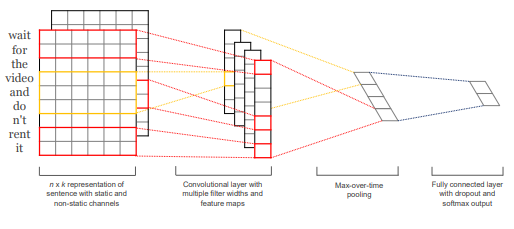 wait
for
the
video
and
do
n't
rent
it
n x k representation of
sentence with static and
non-static channels
Convolutional layer with
multiple filter widths and
feature maps
Max-over-time
pooling
Fully connected layer
with dropout and
softmax output